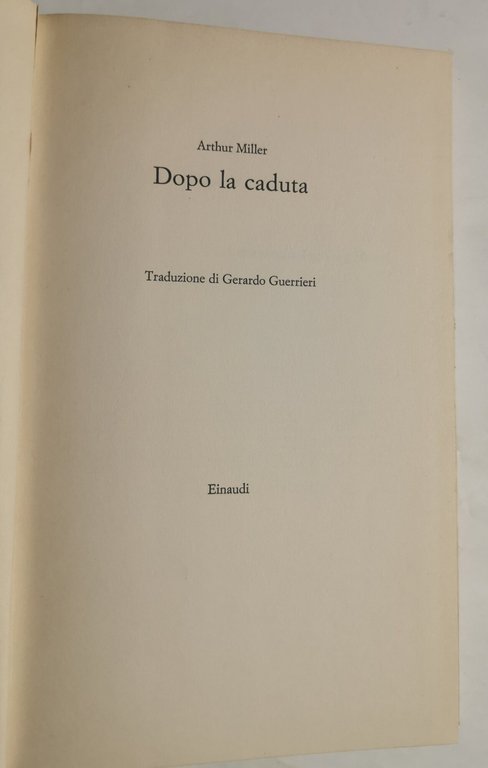 Arthur Miller
Dopo la caduta
Traduzione di Gerardo Guerrieri
Einaudi